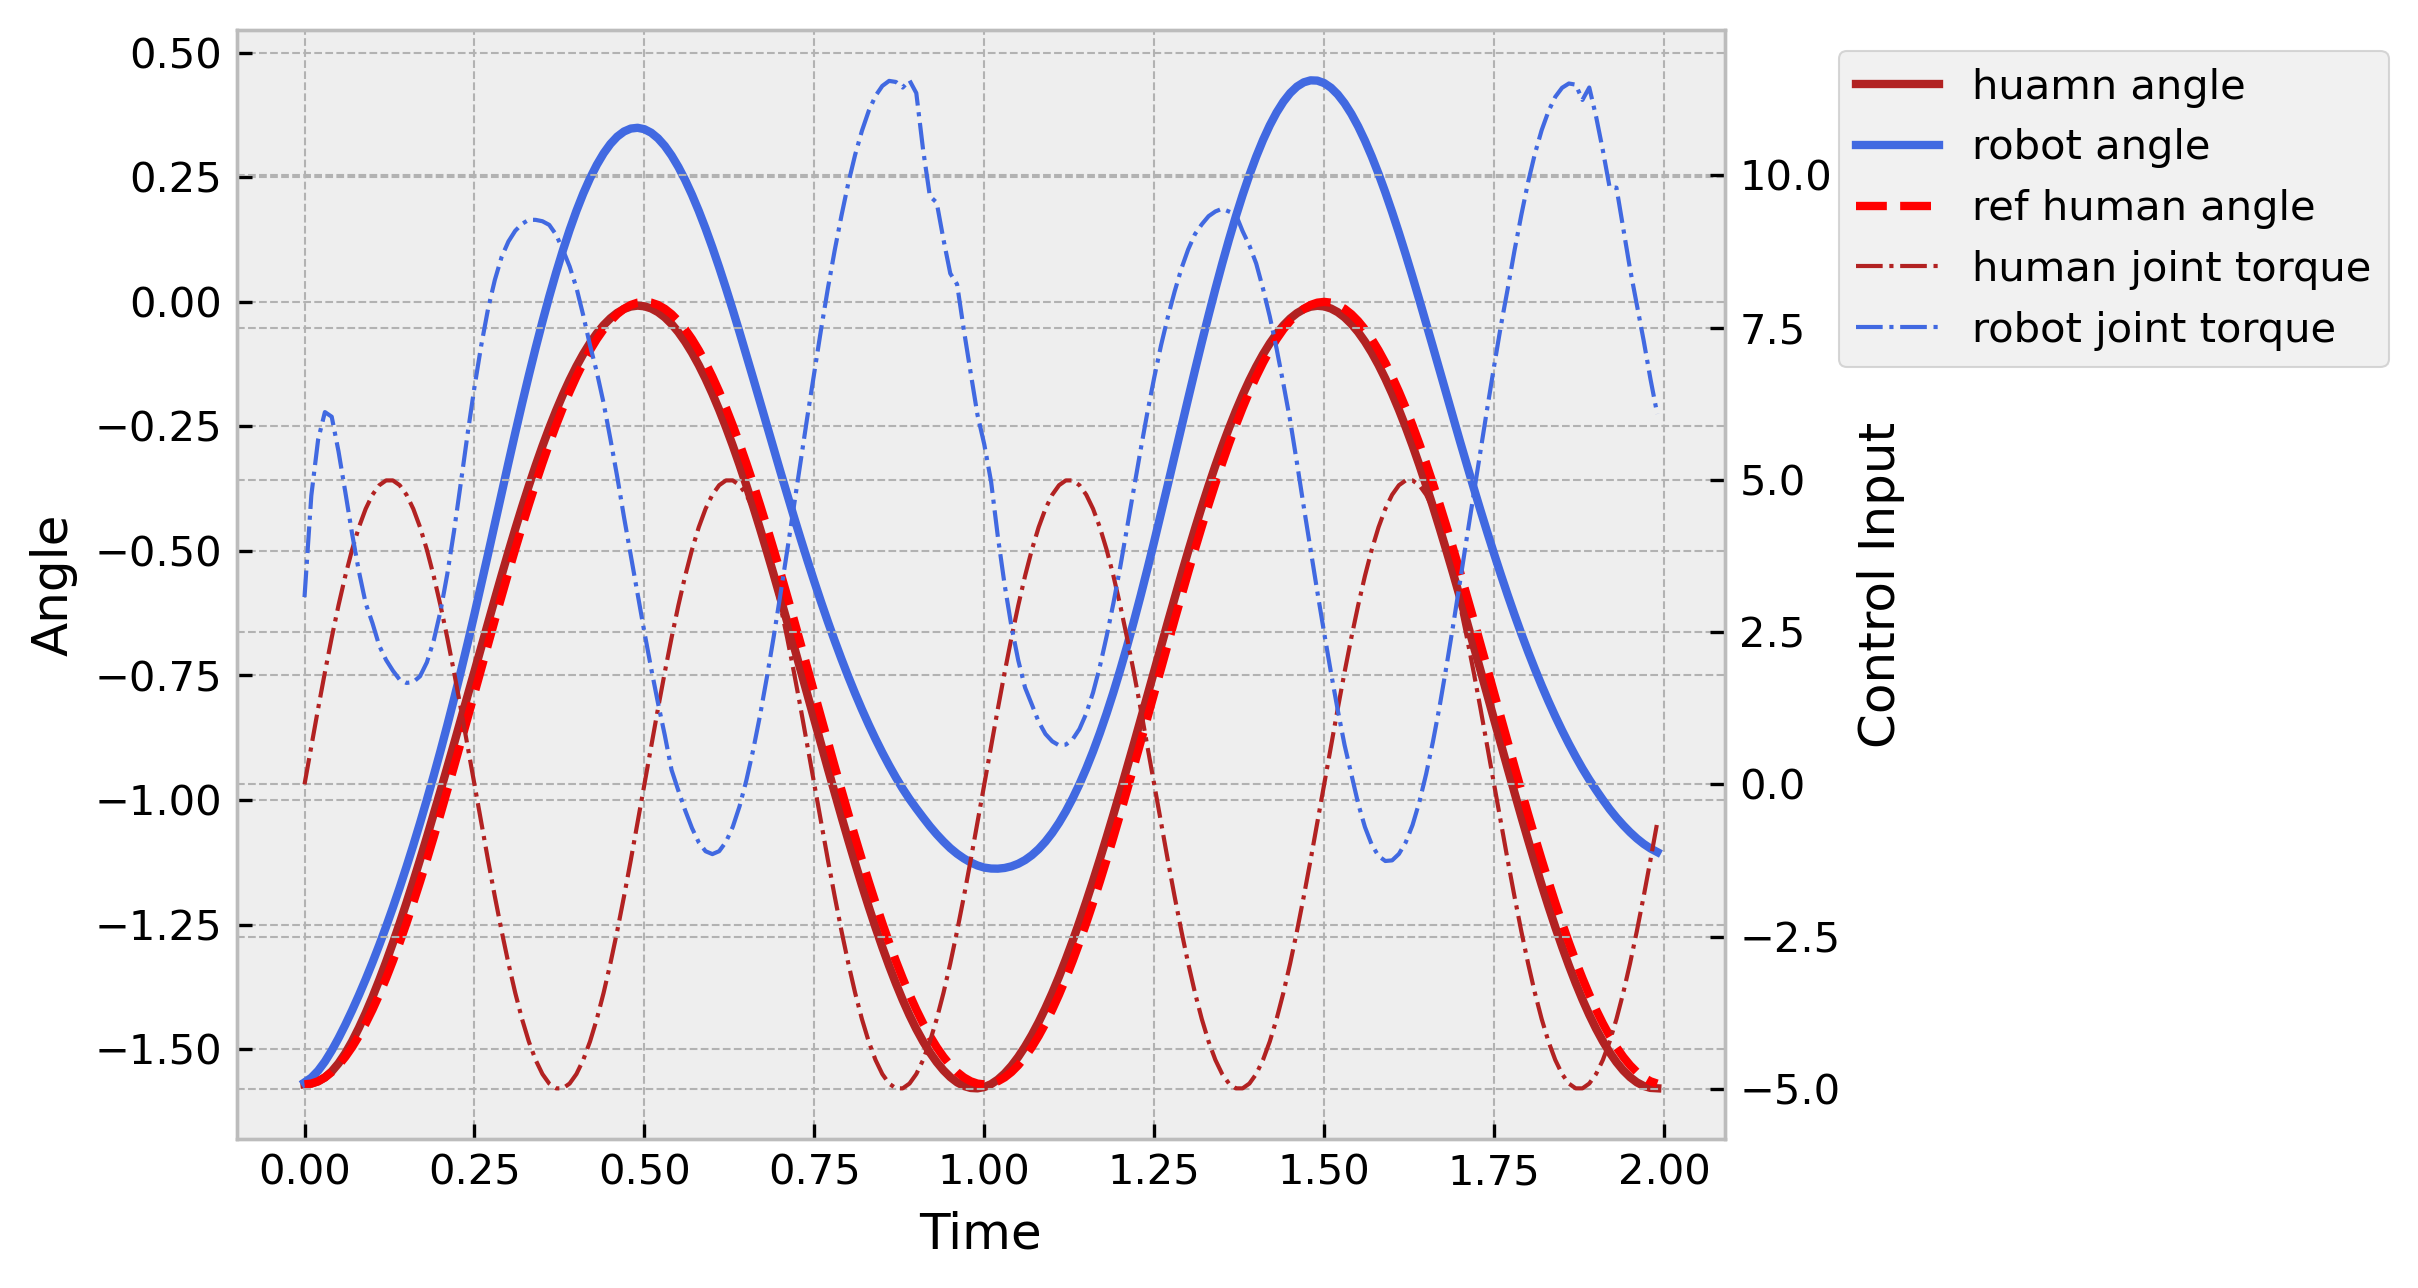 0.50
0.25
0.00
−0.25
−0.50
−0.75
−1.00
−1.25
−1.50
Angle
0.00 0.25 0.50 0.75 1.00 1.25 1.50 1.75 2.00
Time
10.0
7.5
5.0
2.5
0.0
−2.5
−5.0
Control Input
huamn angle
robot angle
ref human angle
human joint torque
robot joint torque